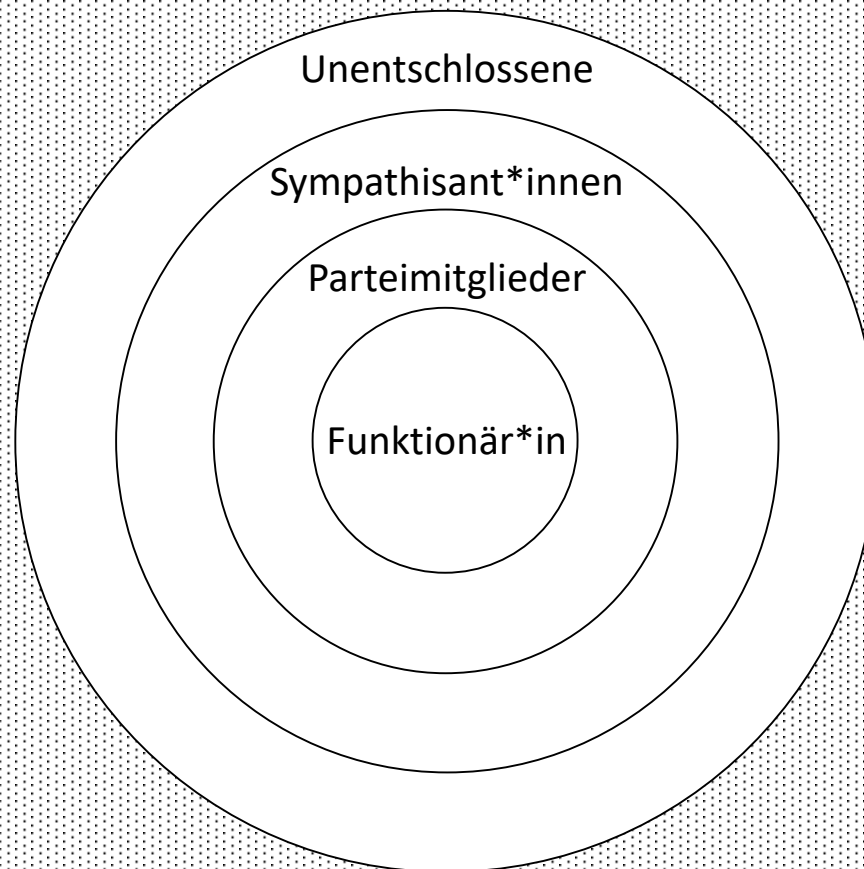 Unentschlossene
Sympathisant*innen
Parteimitglieder
Funktionär*in